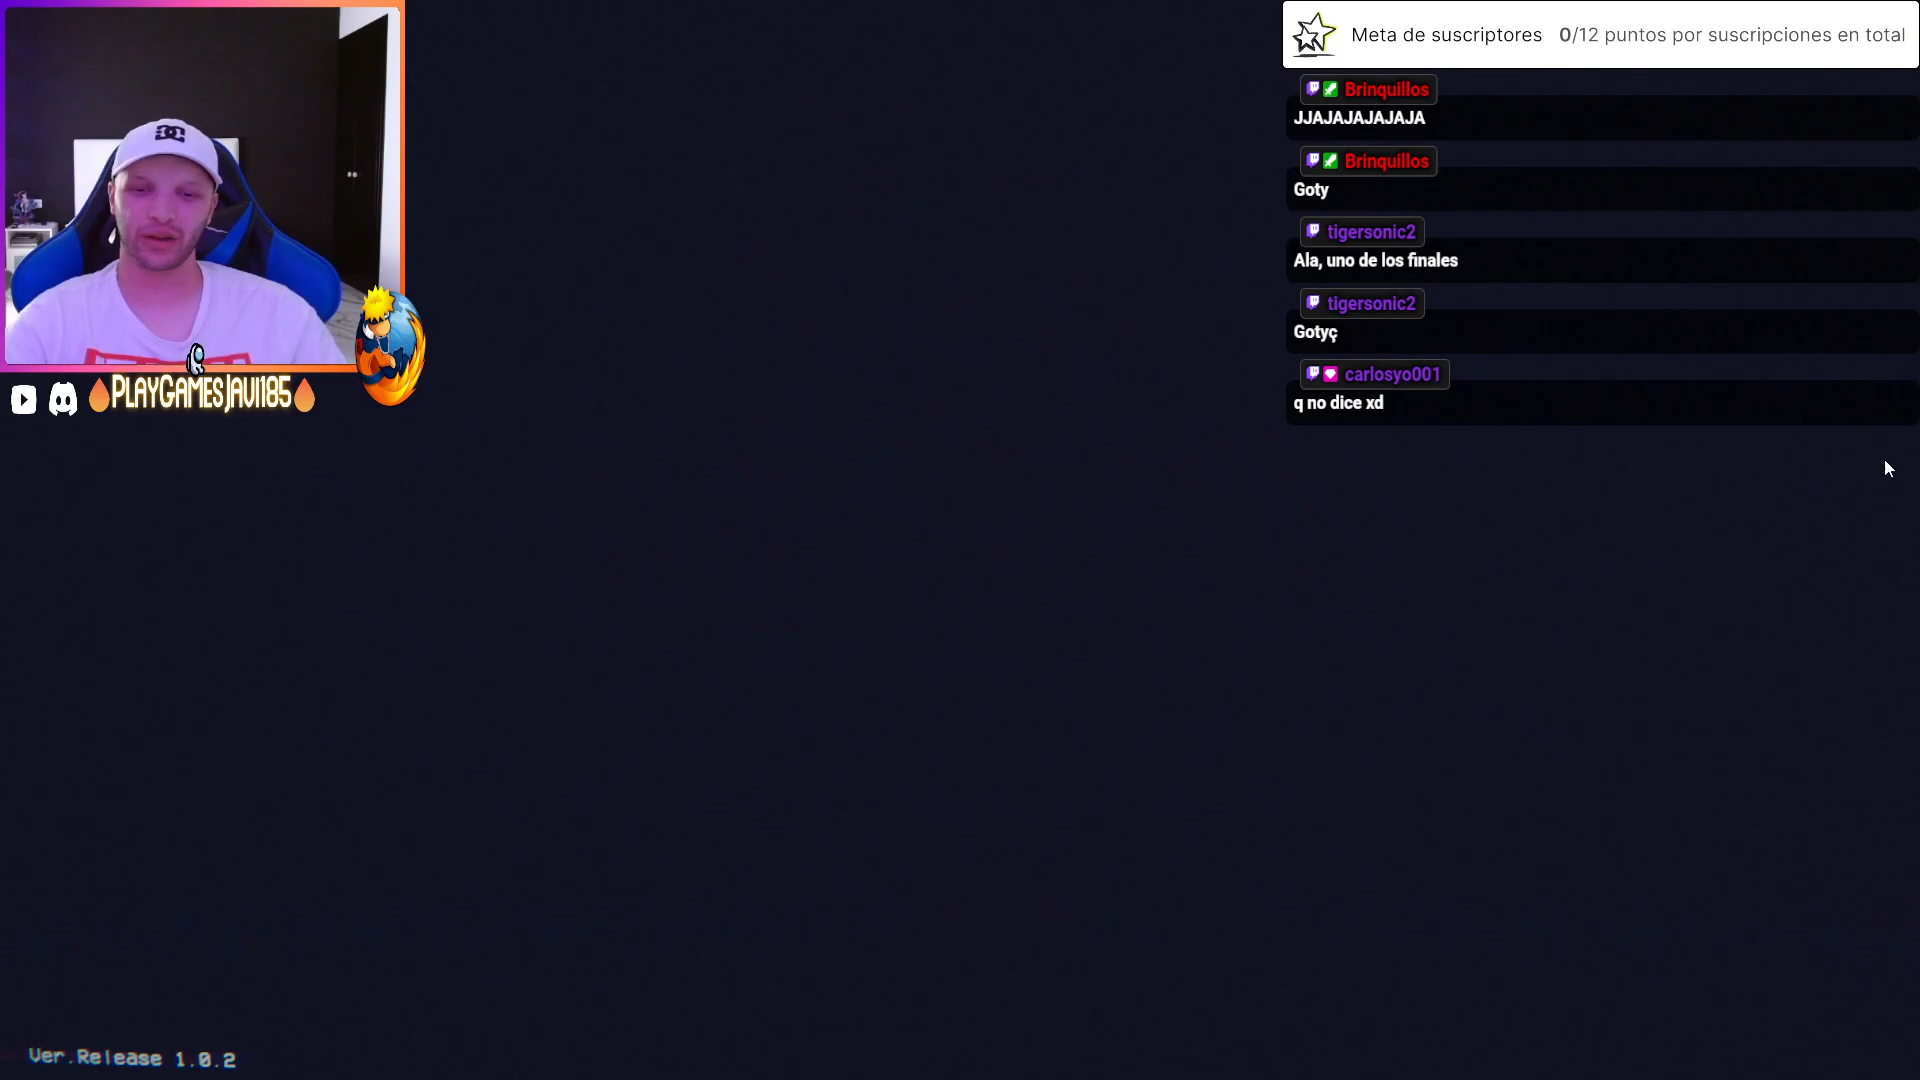 Meta de suscriptores 0/12 puntos por suscripciones en total
Brinquillos
JJAJAJAJAJAJA
Brinquillos
Goty
tigersonic2
Ala, uno de los finales
tigersonic2
Gotyç
carlosyo001
q no dice xd
PLAYGAMESJAVI185
Ver.Release 1.0.2